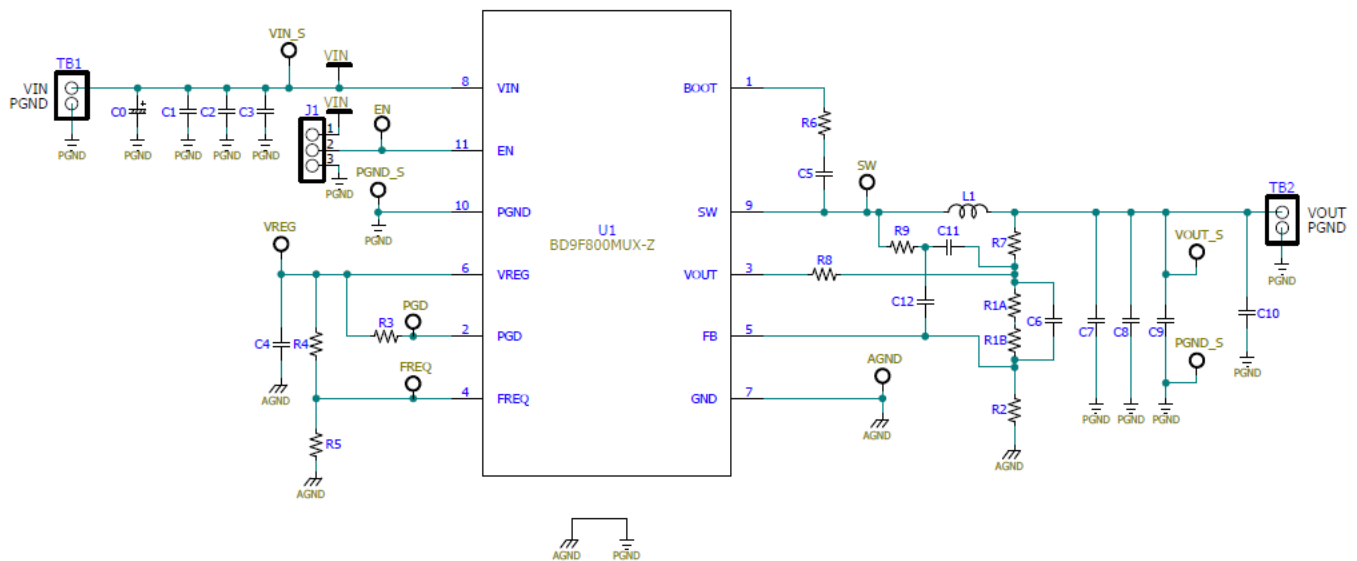 VIN_S
VIN
TB1
VIN
PGND
C0
+
C1
C2
C3
PGND
PGND
PGND
PGND
PGND
VIN
J1
1
2
3
PGND
EN
PGND_S
PGND
VREG
C4
AGND
R4
R3
PGD
FREQ
R5
AGND
8
11
10
6
2
4
VIN
EN
PGND
VREG
PGD
FREQ
U1
BD9F800MUX-Z
BOOT
SW
VOUT
FB
GND
1
9
3
5
7
R6
C5
SW
L1
R9
C11
R7
R8
C12
R1A
R1B
C6
R2
AGND
AGND
AGND
C7
C8
C9
PGND
PGND
PGND
VOUT_S
PGND_S
C10
PGND
TB2
VOUT
PGND
PGND
AGND
PGND